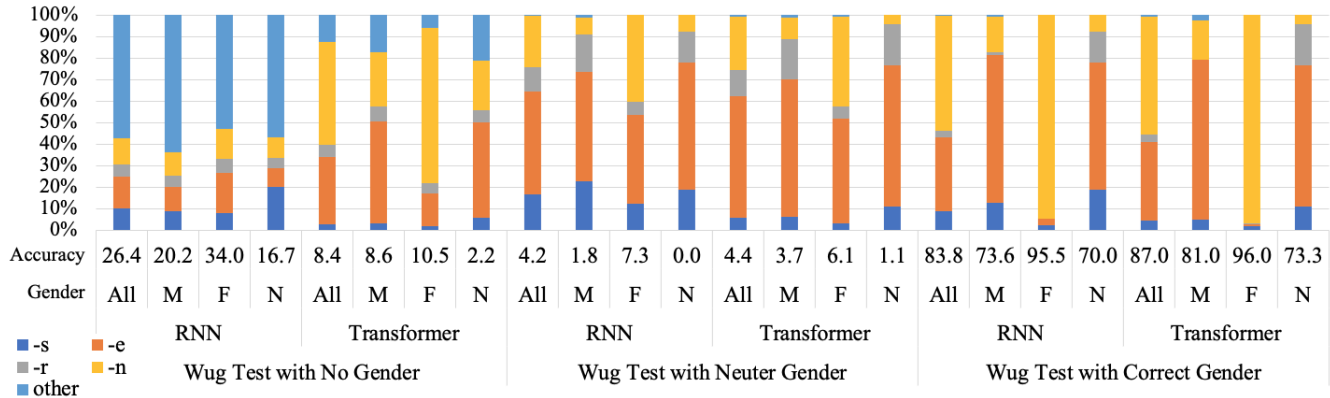 100%
90%
80%
70%
60%
50%
40%
30%
20%
10%
0%
Accuracy 26.4 20.2 34.0 16.7 8.4 8.6 10.5 2.2 4.2 1.8 7.3 0.0 4.4 3.7 6.1 1.1 83.8 73.6 95.5 70.0 87.0 81.0 96.0 73.3
Gender All M F N All M F N All M F N All M F N All M F N All M F N
RNN Transformer RNN Transformer RNN Transformer
Wug Test with No Gender Wug Test with Neuter Gender Wug Test with Correct Gender
-s -e
-r -n
other